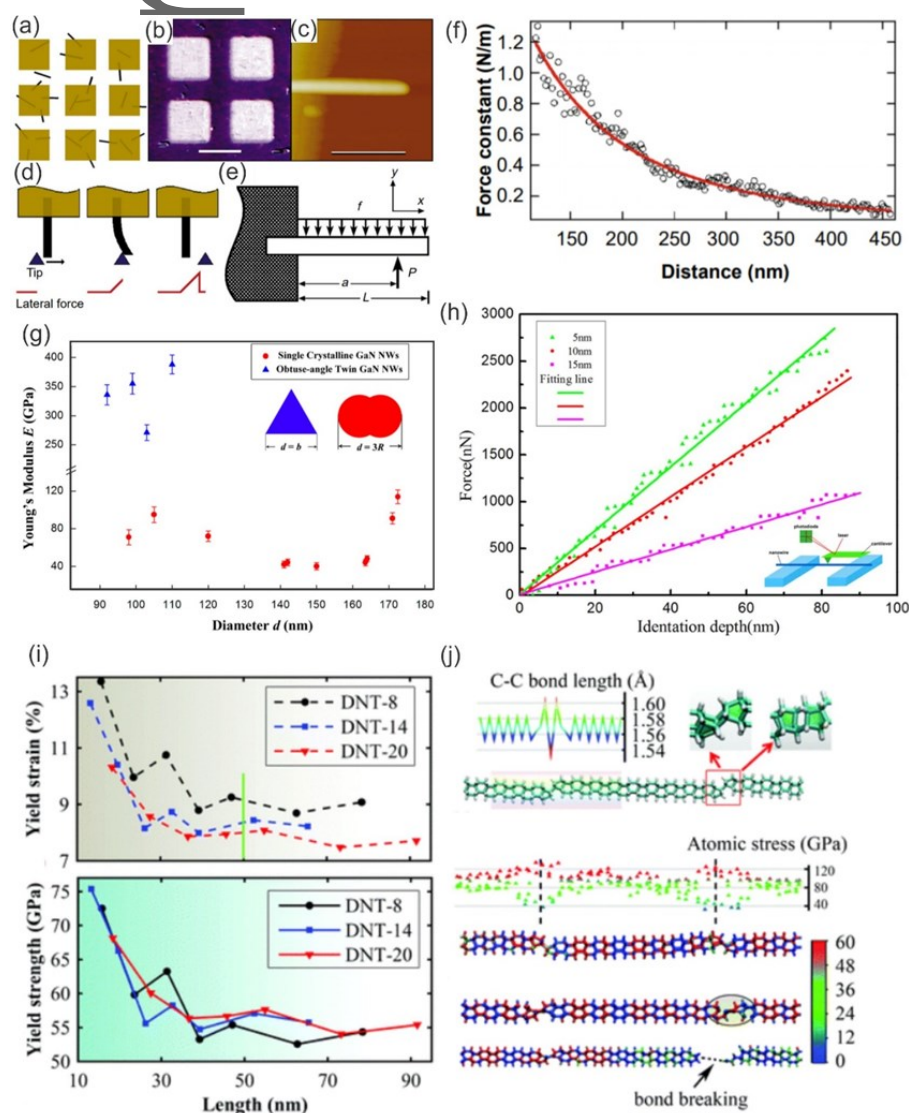 (a)
(b)
(c)
(d)
Tip
Lateral force
(e)
y
x
f
P
a
L
(f)
Force constant (N/m)
1.2
1.0
0.8
0.6
0.4
0.2
150 200 250 300 350 400 450
Distance (nm)
(g)
Young's Modulus E (GPa)
400
350
300
250
120
80
40
Single Crystalline GaN NWs
Obtuse-angle Twin GaN NWs
d = b
d = 3R
90 100 110 120 130 140 150 160 170 180
Diameter d (nm)
(h)
Force(nN)
3000
2500
2000
1500
1000
500
0
5nm
10nm
15nm
Fitting line
photodiode
laser
cantilever
nanowire
0 20 40 60 80 100
Identation depth(nm)
(i)
Yield strain (%)
13
11
9
7
DNT-8
DNT-14
DNT-20
Yield strength (GPa)
75
70
65
60
55
50
DNT-8
DNT-14
DNT-20
10 30 50 70 90
Length (nm)
(j)
C-C bond length (Å)
1.60
1.58
1.56
1.54
Atomic stress (GPa)
120
80
40
60
48
36
24
12
0
bond breaking